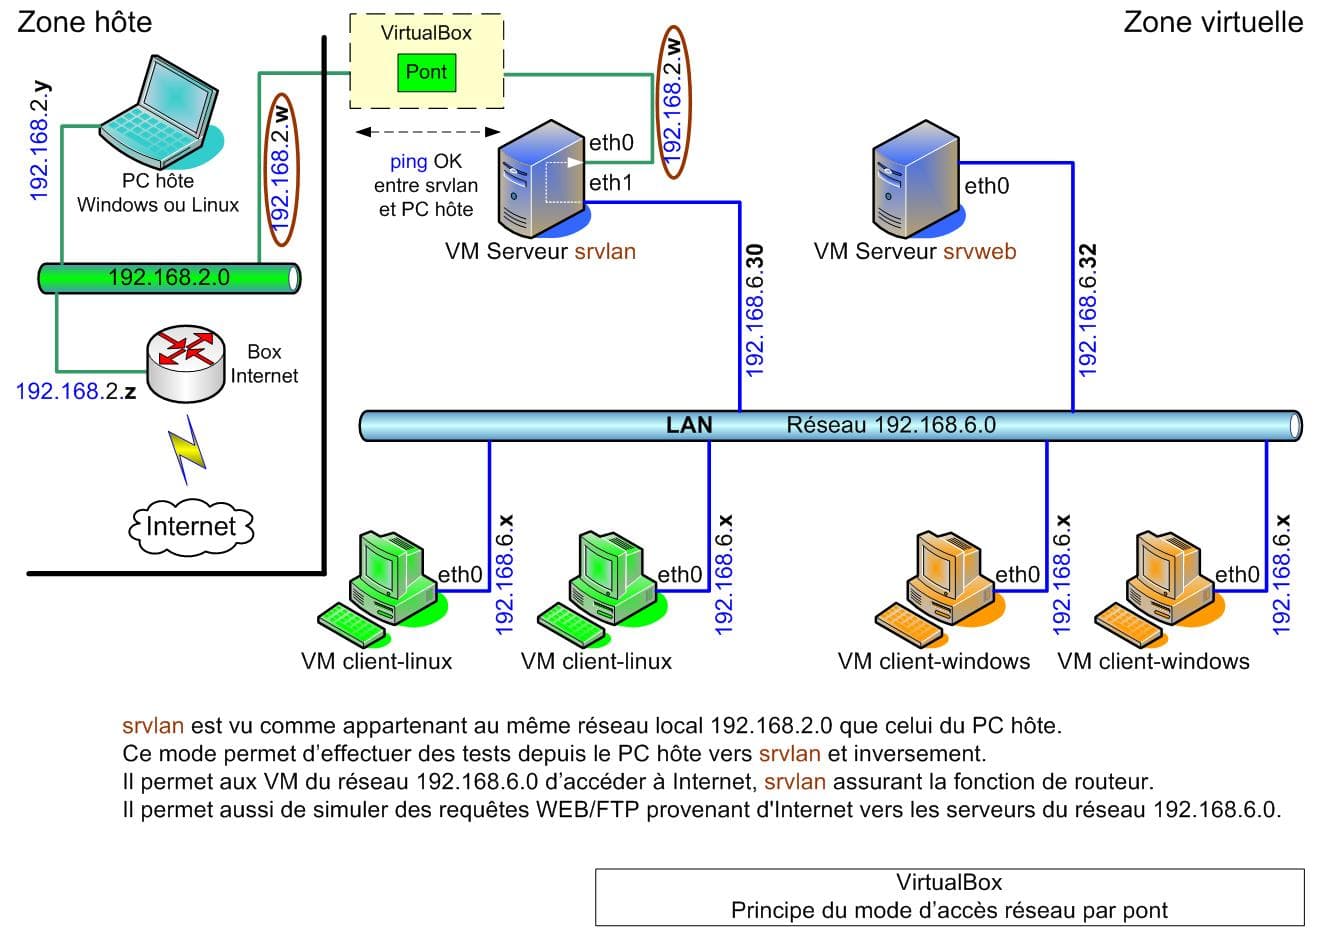 Zone hôte
Zone virtuelle
VirtualBox
Pont
192.168.2.y
192.168.2.w
192.168.2.w
PC hôte
Windows ou Linux
ping OK
entre srvlan
et PC hôte
eth0
eth1
VM Serveur srvlan
eth0
VM Serveur srvweb
192.168.2.0
192.168.6.30
192.168.6.32
Box
Internet
192.168.2.z
Internet
LAN
Réseau 192.168.6.0
eth0
192.168.6.x
VM client-linux
eth0
192.168.6.x
VM client-linux
eth0
192.168.6.x
VM client-windows
eth0
192.168.6.x
VM client-windows
srvlan est vu comme appartenant au même réseau local 192.168.2.0 que celui du PC hôte.
Ce mode permet d'effectuer des tests depuis le PC hôte vers srvlan et inversement.
Il permet aux VM du réseau 192.168.6.0 d'accéder à Internet, srvlan assurant la fonction de routeur.
Il permet aussi de simuler des requêtes WEB/FTP provenant d'Internet vers les serveurs du réseau 192.168.6.0.
VirtualBox
Principe du mode d'accès réseau par pont